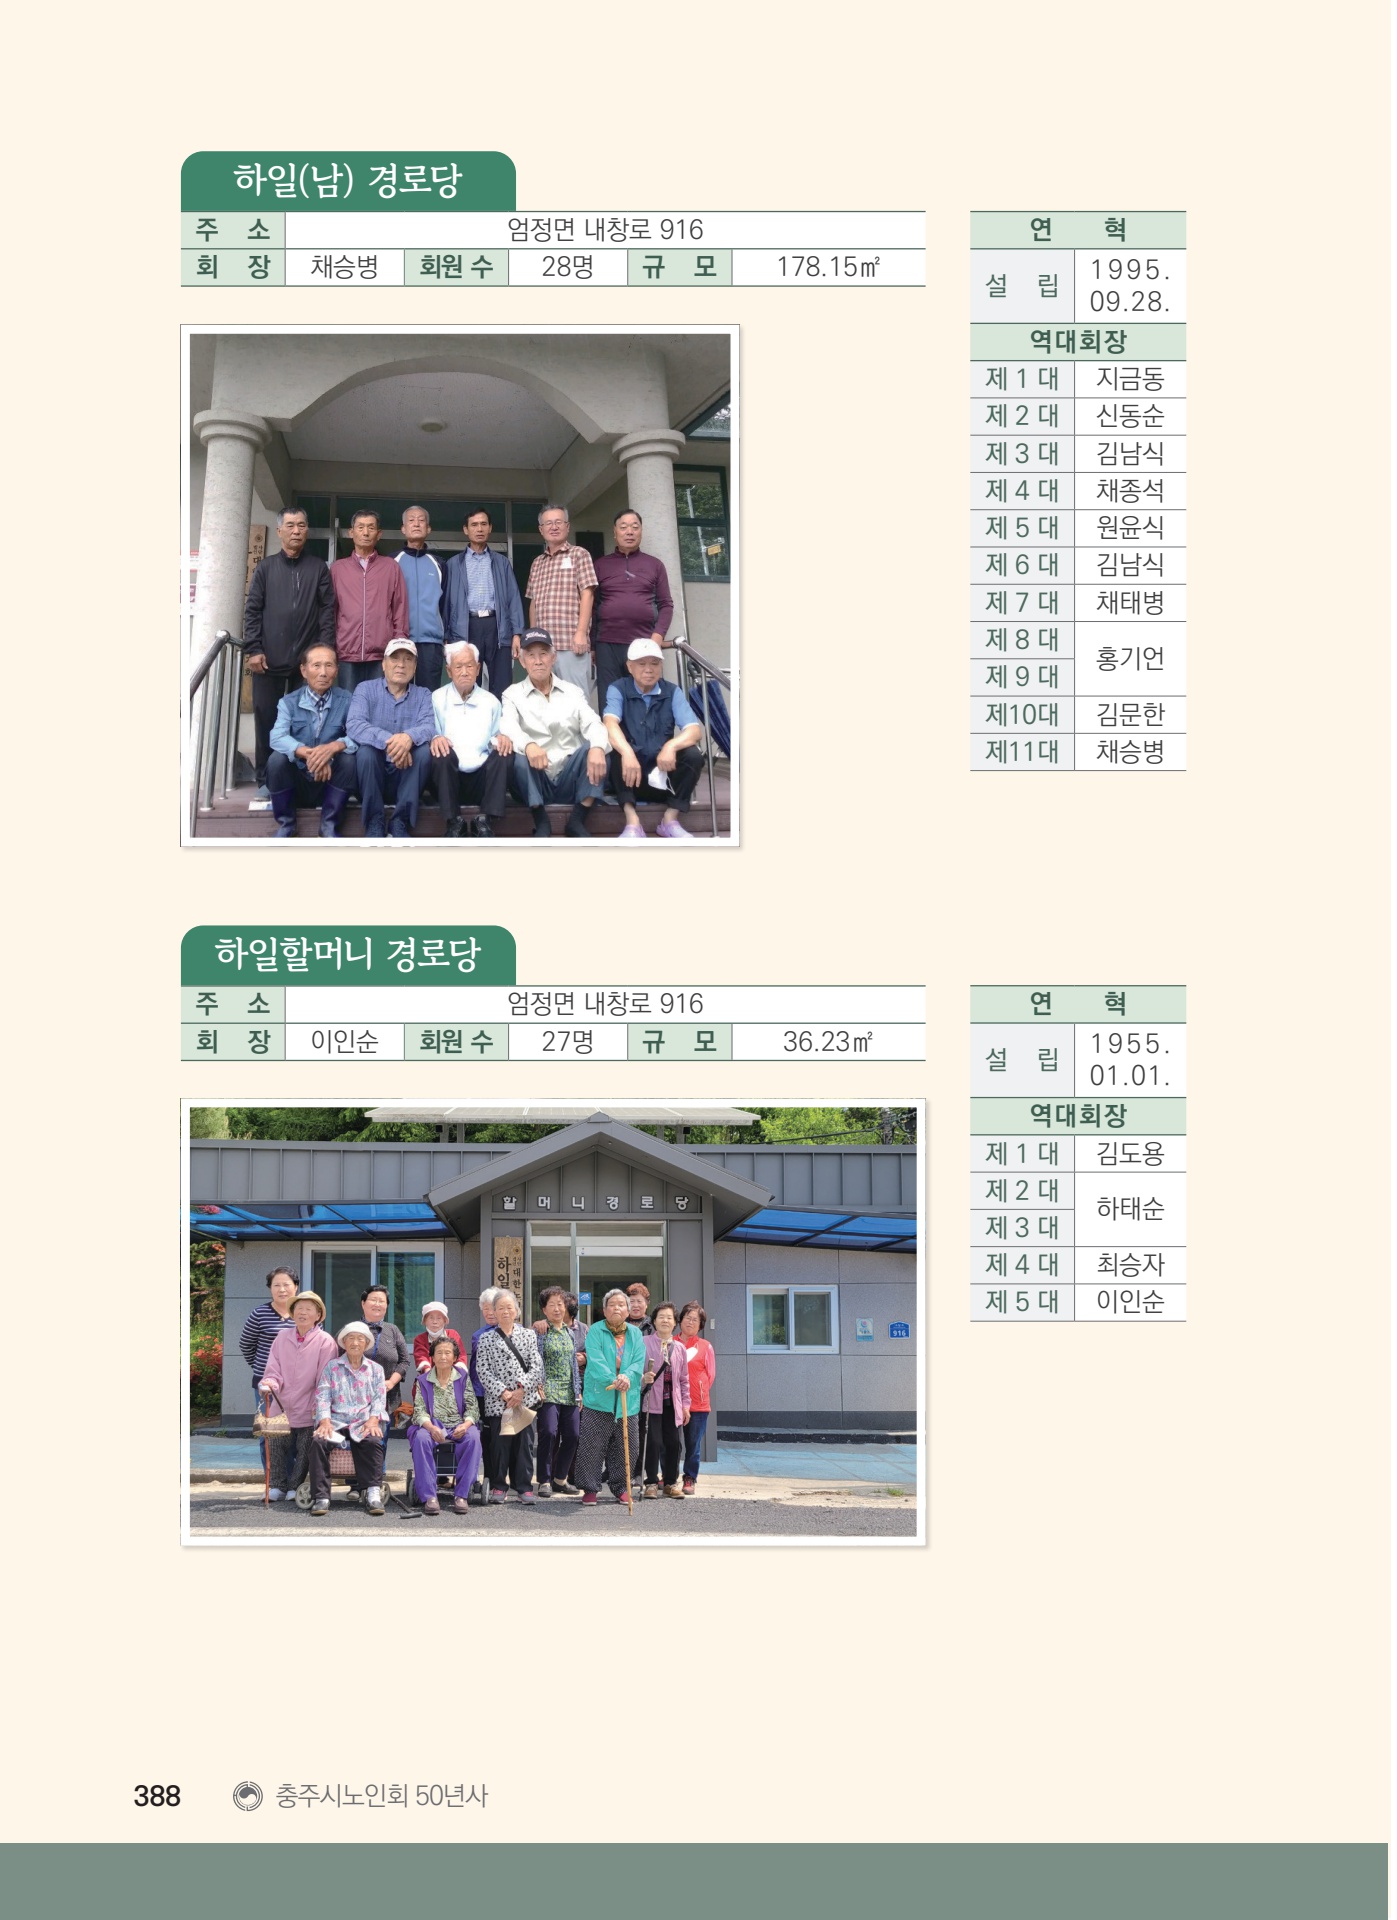 하일(남) 경로당
주 소 엄정면 내창로 916
회 장 채승병 회원 수 28명 규 모 178.15㎡
연 혁
설 립 1995.
09.28.
역대회장
제 1 대 지금동
제 2 대 신동순
제 3 대 김남식
제 4 대 채종석
제 5 대 원윤식
제 6 대 김남식
제 7 대 채태병
제 8 대 홍기언
제 9 대
제10대 김문한
제11대 채승병
하일할머니 경로당
주 소 엄정면 내창로 916
회 장 이인순 회원 수 27명 규 모 36.23㎡
할머니경로당
하일
대한노
916
연 혁
설 립 1955.
01.01.
역대회장
제 1 대 김도용
제 2 대 하태순
제 3 대
제 4 대 최승자
제 5 대 이인순
388 충주시노인회 50년사